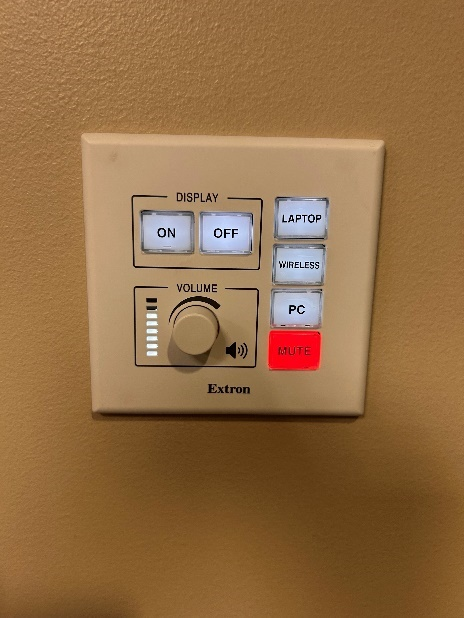 DISPLAY
ON OFF
LAPTOP
WIRELESS
VOLUME
PC
MUTE
Extron